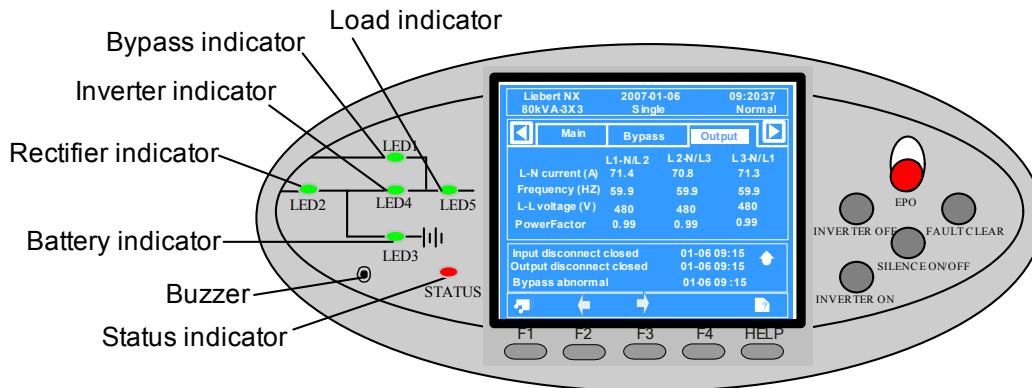 Load indicator
Bypass indicator
Inverter indicator
Rectifier indicator
Battery indicator
Buzzer
Status indicator
LED1
LED2
LED4
LED5
LED3
STATUS
Liebert NX 2007-01-06 09:20:37
80kVA-3X3 Single Normal
Main Bypass Output
L1-N/L2 L2-N/L3 L3-N/L1
L-N current (A) 71.4 70.8 71.3
Frequency (HZ) 59.9 59.9 59.9
L-L voltage (V) 480 480 480
PowerFactor 0.99 0.99 0.99
Input disconnect closed 01-06 09:15
Output disconnect closed 01-06 09:15
Bypass abnormal 01-06 09:15
?
F1 F2 F3 F4 HELP
EPO
INVERTER OFF
FAULT CLEAR
SILENCE ON/OFF
INVERTER ON